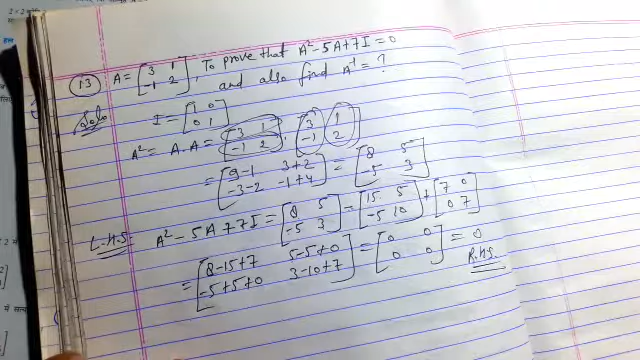 (13) A = [3 1; -1 2], To prove that A² - 5A + 7I = 0
and also find A⁻¹ = ?
Solⁿ I = [1 0; 0 1]
A² = A.A = [3 1; -1 2] . [3 1; -1 2]
= [9-1 3+2; -3-2 -1+4] = [8 5; -5 3]
L.H.S. A² - 5A + 7I = [8 5; -5 3] - [15 5; -5 10] + [7 0; 0 7]
= [8-15+7 5-5+0; -5+5+0 3-10+7] = [0 0; 0 0] = 0
R.H.S.